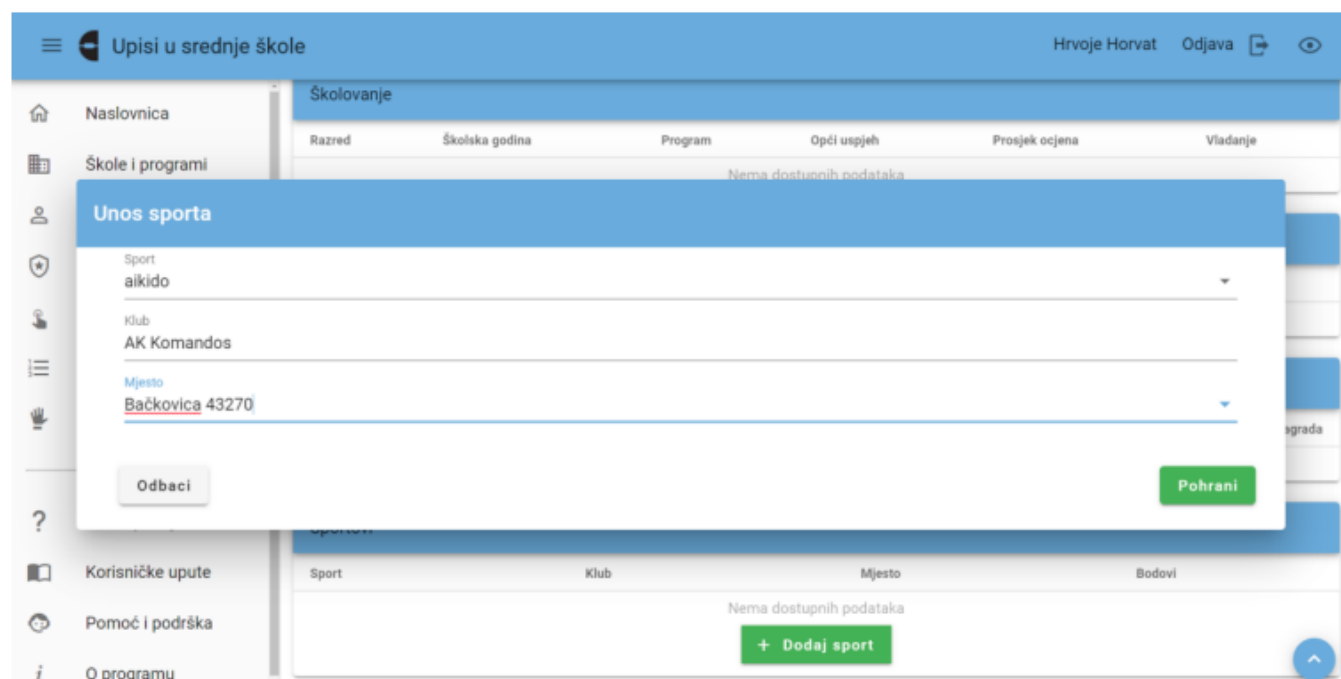 Upisi u srednje škole
Hrvoje Horvat Odjava
Naslovnica
Škole i programi
Školovanje
Razred Školska godina Program Opći uspjeh Prosjek ocjena Vladanje
Nema dostupnih podataka
Unos sporta
Sport
aikido
Klub
AK Komandos
Mjesto
Bačkovica 43270
Odbaci Pohrani
agrada
?
Korisničke upute
Pomoć i podrška
O programu
Sportovi
Sport Klub Mjesto Bodovi
Nema dostupnih podataka
+ Dodaj sport